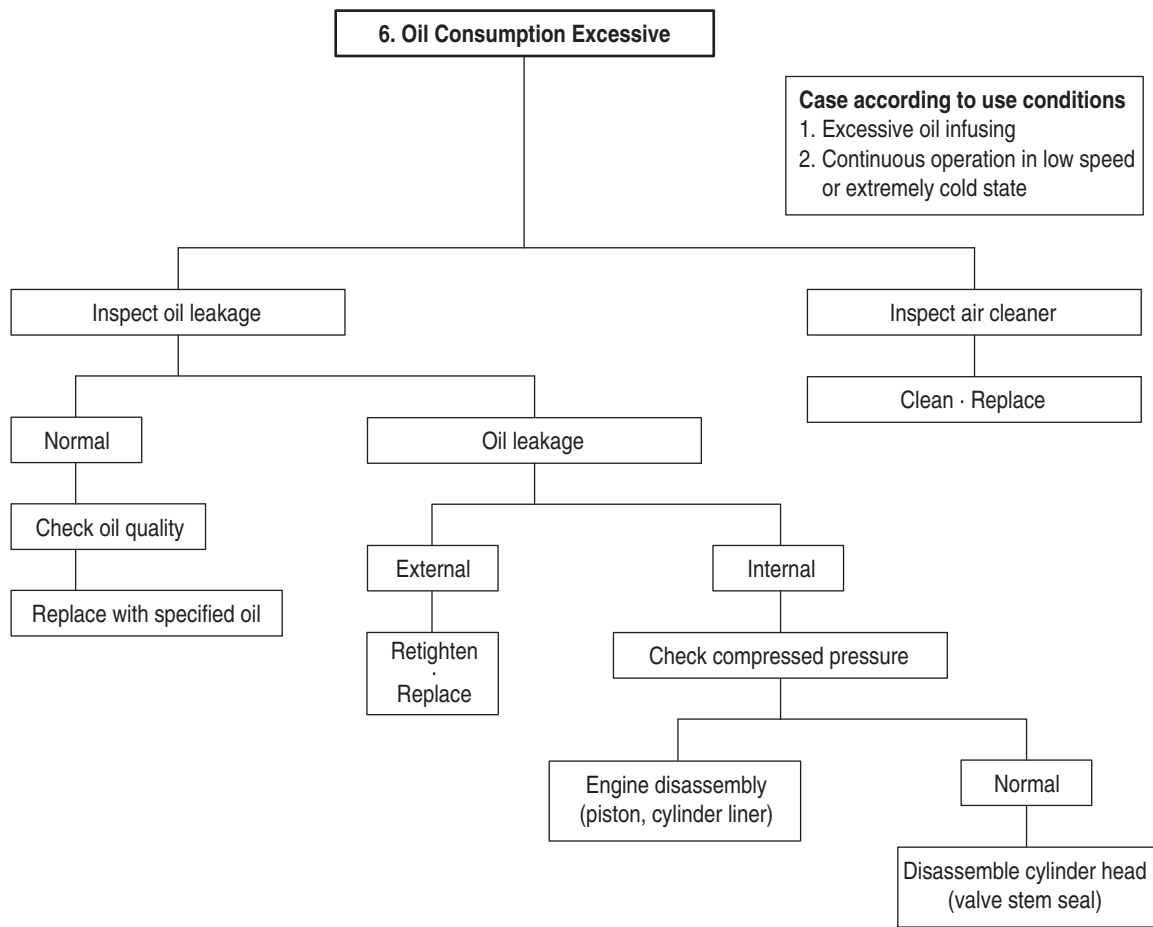 6. Oil Consumption Excessive
Case according to use conditions
1. Excessive oil infusing
2. Continuous operation in low speed
or extremely cold state
Inspect oil leakage
Inspect air cleaner
Clean · Replace
Normal
Oil leakage
Check oil quality
External
Internal
Replace with specified oil
Retighten
·
Replace
Check compressed pressure
Engine disassembly
(piston, cylinder liner)
Normal
Disassemble cylinder head
(valve stem seal)